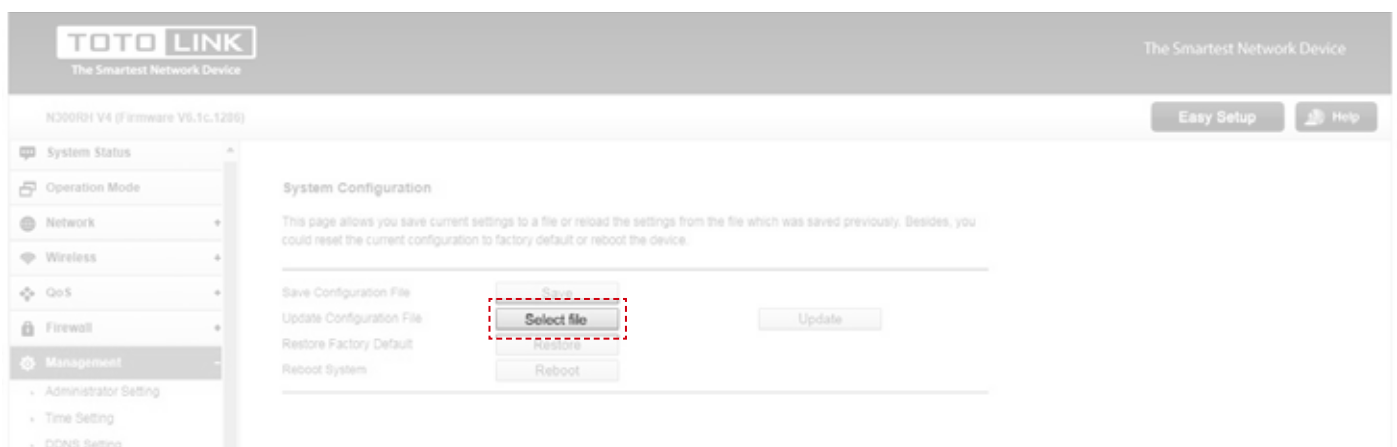 TOTO LINK
The Smartest Network Device
The Smartest Network Device
N300RH V4 (Firmware V6.1c.1286)
Easy Setup
Help
System Status
Operation Mode
Network +
Wireless +
QoS +
Firewall +
Management -
Administrator Setting
Time Setting
DDNS Setting
System Configuration
This page allows you save current settings to a file or reload the settings from the file which was saved previously. Besides, you
could reset the current configuration to factory default or reboot the device.
Save Configuration File Save
Update Configuration File Select file Update
Restore Factory Default Restore
Reboot System Reboot